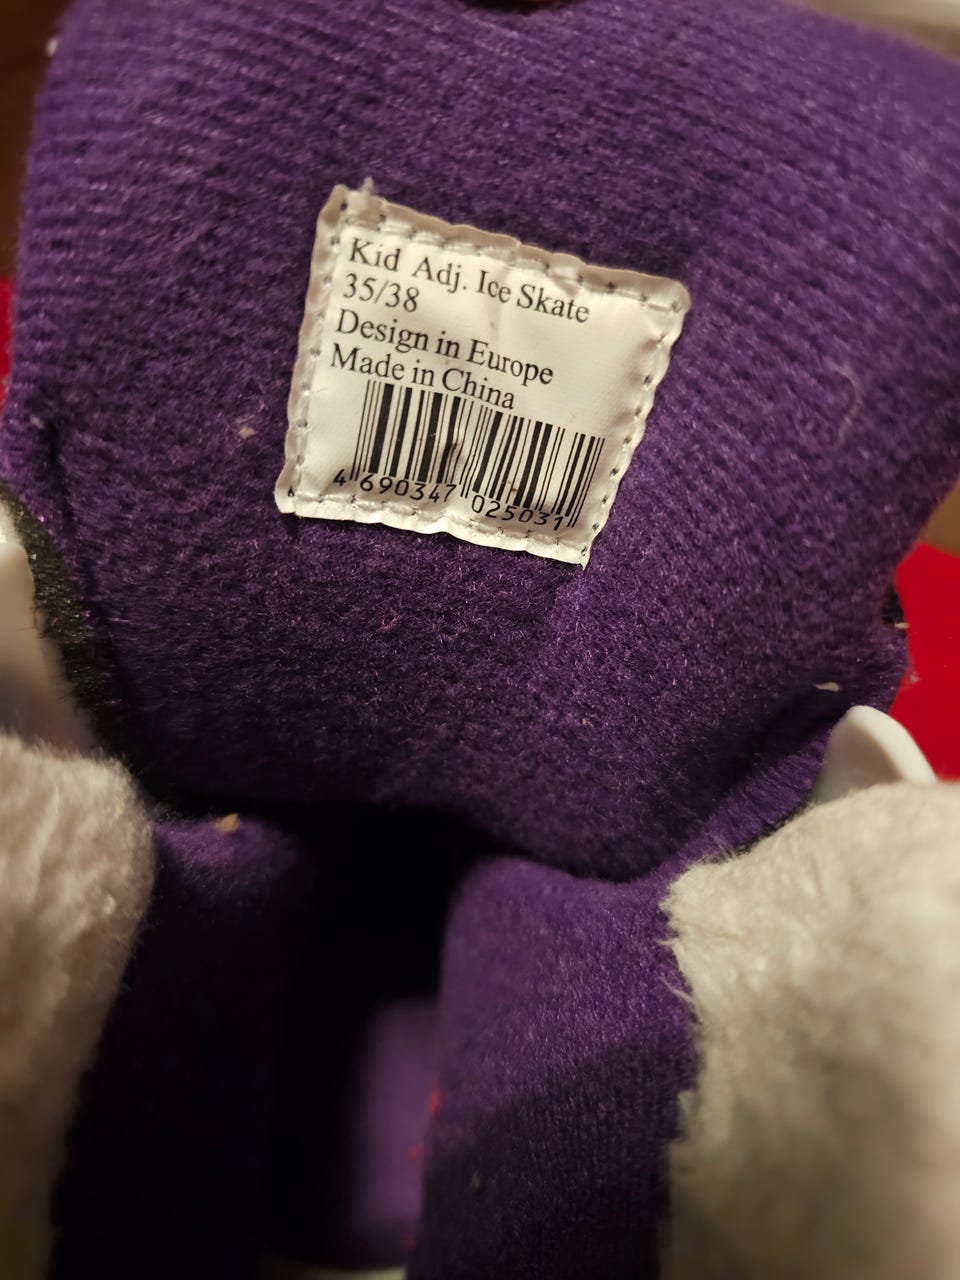 Kid Adj. Ice Skate
35/38
Design in Europe
Made in China
4 690347 025031